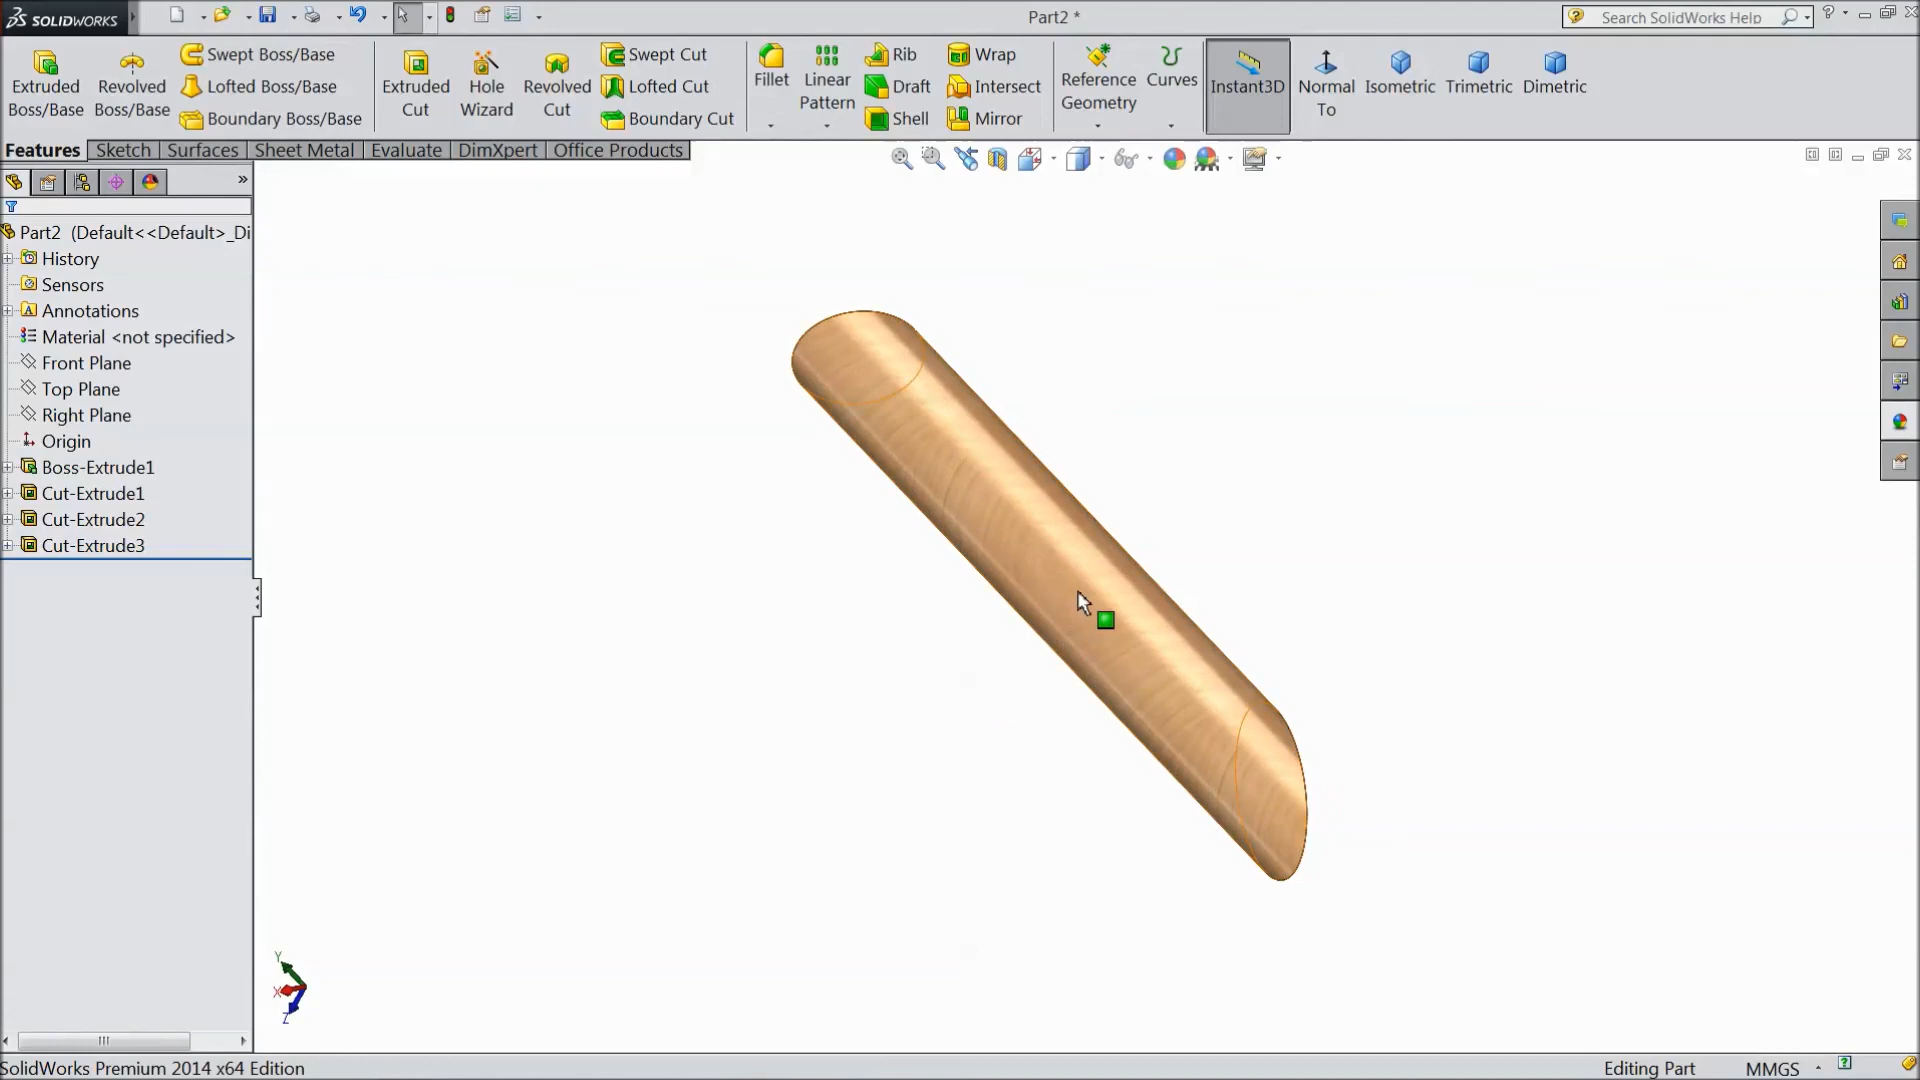 SOLIDWORKS
Part2 *
Search SolidWorks Help
Extruded Boss/Base
Revolved Boss/Base
Swept Boss/Base
Lofted Boss/Base
Boundary Boss/Base
Extruded Cut
Hole Wizard
Revolved Cut
Swept Cut
Lofted Cut
Boundary Cut
Fillet
Linear Pattern
Rib
Draft
Shell
Wrap
Intersect
Mirror
Reference Geometry
Curves
Instant3D
Normal To
Isometric
Trimetric
Dimetric
Features Sketch Surfaces Sheet Metal Evaluate DimXpert Office Products
Part2 (Default<<Default>_Di
History
Sensors
Annotations
Material <not specified>
Front Plane
Top Plane
Right Plane
Origin
Boss-Extrude1
Cut-Extrude1
Cut-Extrude2
Cut-Extrude3
Y
X
Z
SolidWorks Premium 2014 x64 Edition
Editing Part
MMGS